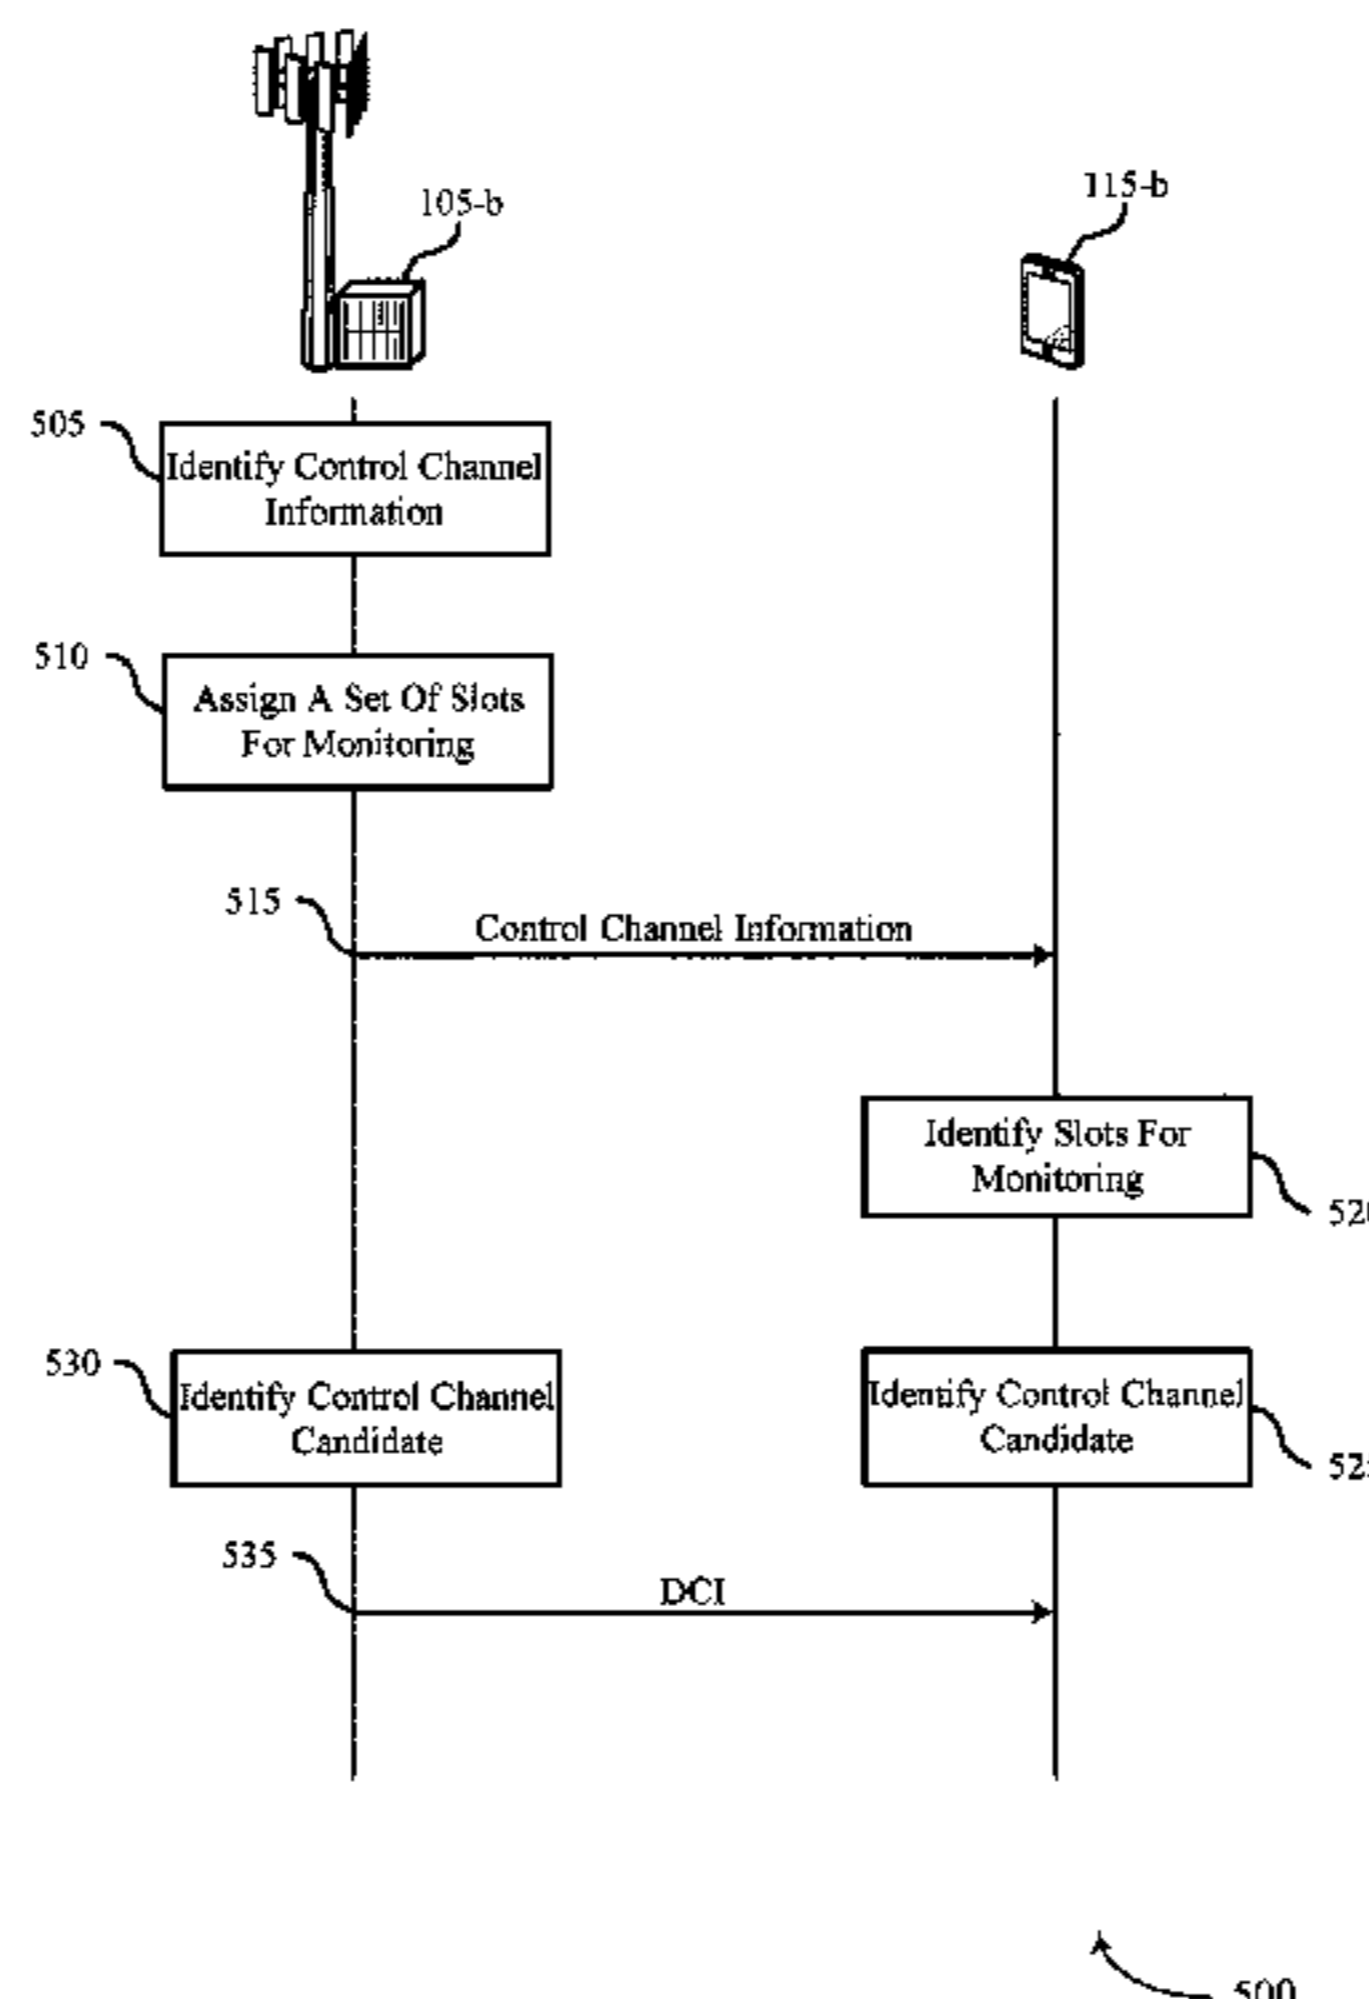 105-b
115-b
505
Identify Control Channel
Information
510
Assign A Set Of Slots
For Monitoring
515
Control Channel Information
Identify Slots For
Monitoring
530
Identify Control Channel
Candidate
Identify Control Channel
Candidate
535
DCI
500